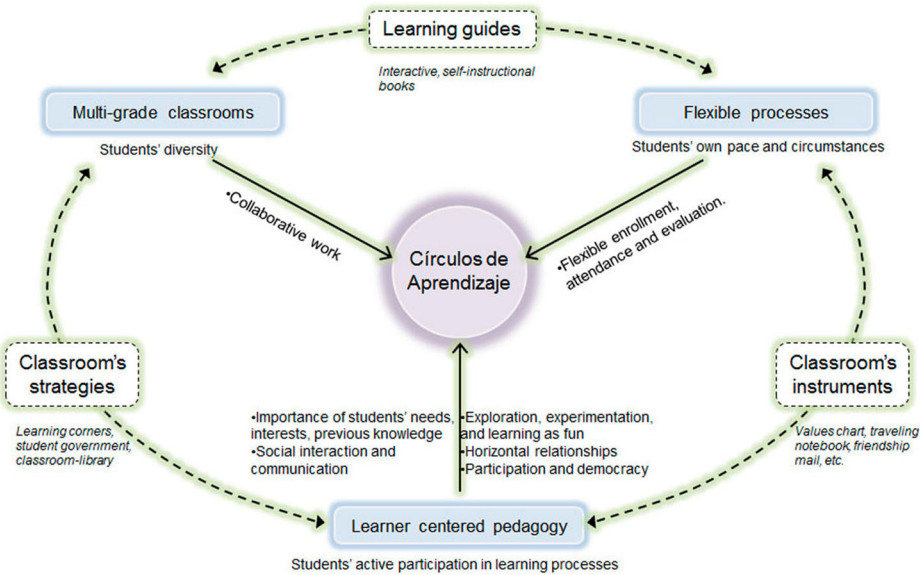 Learning guides
Interactive, self-instructional
books
Multi-grade classrooms
Students' diversity
Flexible processes
Students' own pace and circumstances
•Collaborative work
•Flexible enrollment,
attendance and evaluation.
Círculos de
Aprendizaje
Classroom's
strategies
Learning corners,
student government,
classroom-library
Classroom's
instruments
Values chart, traveling
notebook, friendship
mail, etc.
•Importance of students' needs,
interests, previous knowledge
•Social interaction and
communication
•Exploration, experimentation,
and learning as fun
•Horizontal relationships
•Participation and democracy
Learner centered pedagogy
Students' active participation in learning processes